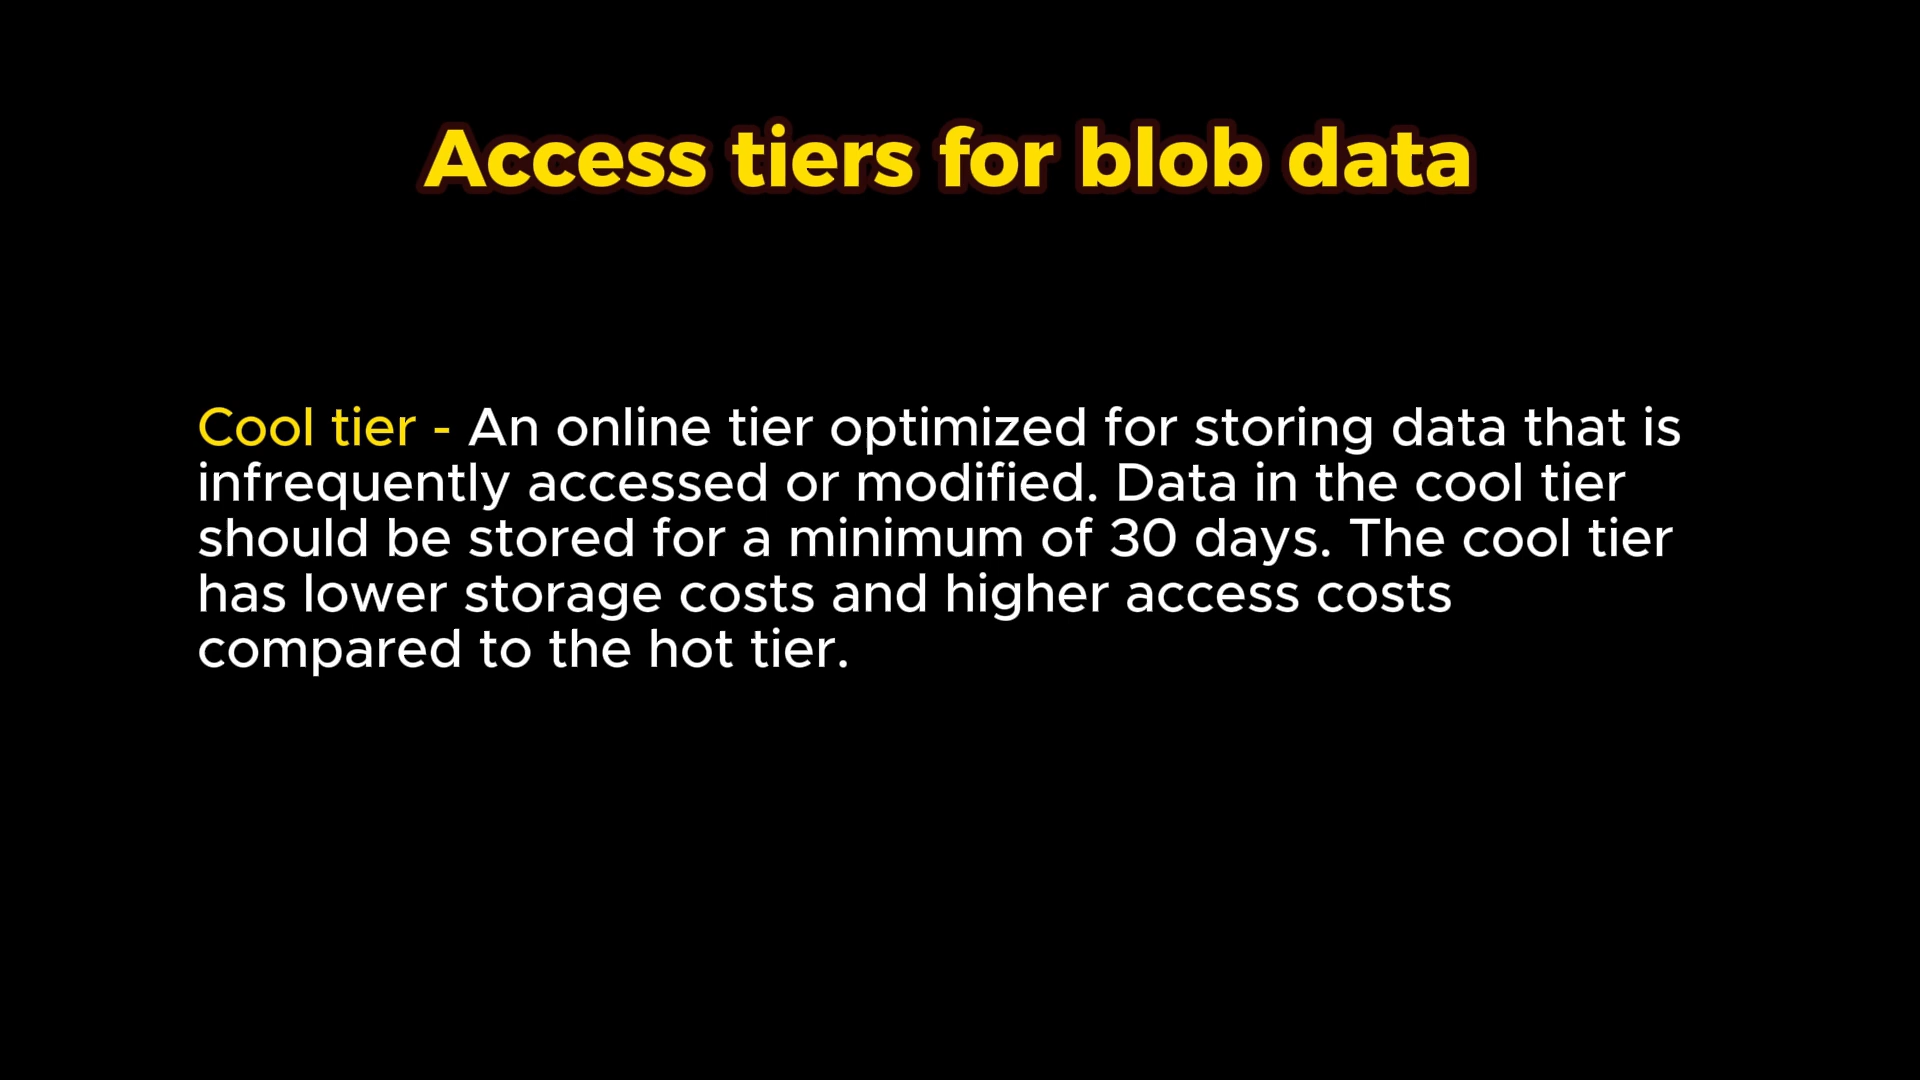 Access tiers for blob data
Cool tier - An online tier optimized for storing data that is
infrequently accessed or modified. Data in the cool tier
should be stored for a minimum of 30 days. The cool tier
has lower storage costs and higher access costs
compared to the hot tier.